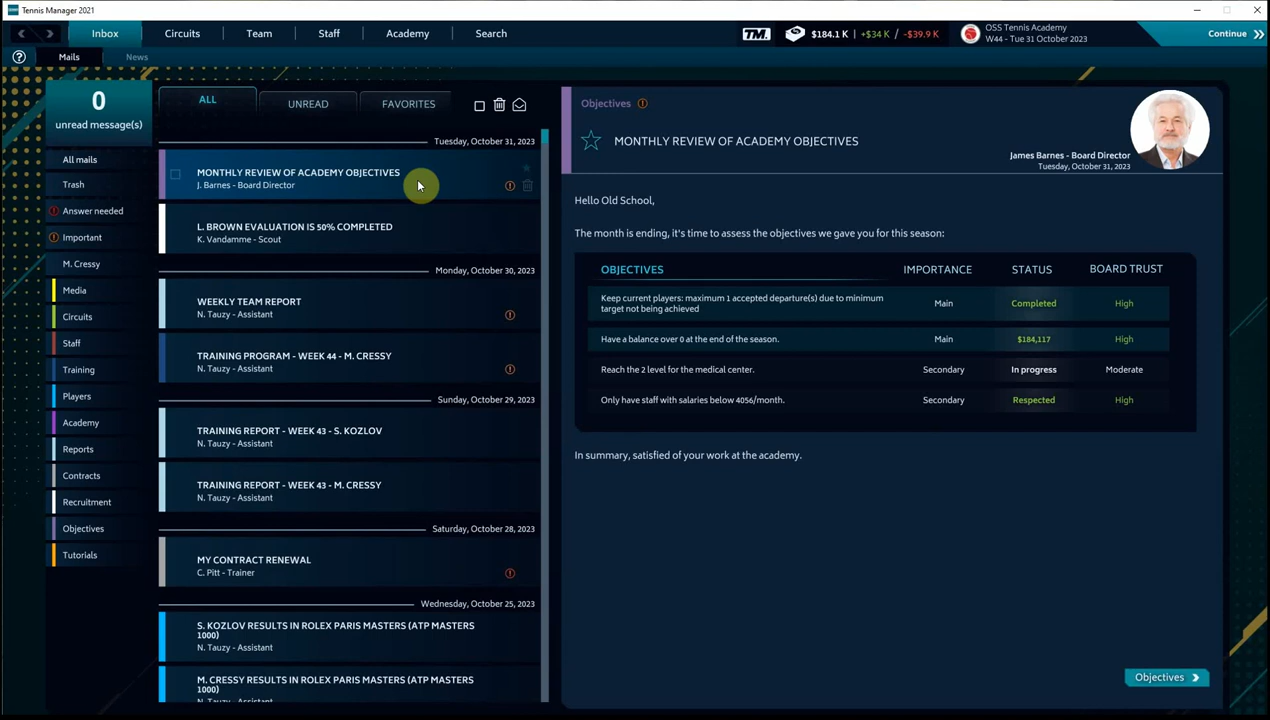 Tennis Manager 2021
Inbox
Circuits
Team
Staff
Academy
Search
TM.
$184.1 K
+$34 K / -$39.9 K
OSS Tennis Academy
W44 - Tue 31 October 2023
Continue
Mails
News
0
unread message(s)
All mails
Trash
Answer needed
Important
M. Cressy
Media
Circuits
Staff
Training
Players
Academy
Reports
Contracts
Recruitment
Objectives
Tutorials
ALL
UNREAD
FAVORITES
Tuesday, October 31, 2023
MONTHLY REVIEW OF ACADEMY OBJECTIVES
J. Barnes - Board Director
L. BROWN EVALUATION IS 50% COMPLETED
K. Vandamme - Scout
Monday, October 30, 2023
WEEKLY TEAM REPORT
N. Tauzy - Assistant
TRAINING PROGRAM - WEEK 44 - M. CRESSY
N. Tauzy - Assistant
Sunday, October 29, 2023
TRAINING REPORT - WEEK 43 - S. KOZLOV
N. Tauzy - Assistant
TRAINING REPORT - WEEK 43 - M. CRESSY
N. Tauzy - Assistant
Saturday, October 28, 2023
MY CONTRACT RENEWAL
C. Pitt - Trainer
Wednesday, October 25, 2023
S. KOZLOV RESULTS IN ROLEX PARIS MASTERS (ATP MASTERS
1000)
N. Tauzy - Assistant
M. CRESSY RESULTS IN ROLEX PARIS MASTERS (ATP MASTERS
1000)
N. Tauzy - Assistant
Objectives
MONTHLY REVIEW OF ACADEMY OBJECTIVES
James Barnes - Board Director
Tuesday, October 31, 2023
Hello Old School,
The month is ending, it's time to assess the objectives we gave you for this season:
OBJECTIVES IMPORTANCE STATUS BOARD TRUST
Keep current players: maximum 1 accepted departure(s) due to minimum
target not being achieved
Main Completed High
Have a balance over 0 at the end of the season. Main $184,117 High
Reach the 2 level for the medical center. Secondary In progress Moderate
Only have staff with salaries below 4056/month. Secondary Respected High
In summary, satisfied of your work at the academy.
Objectives